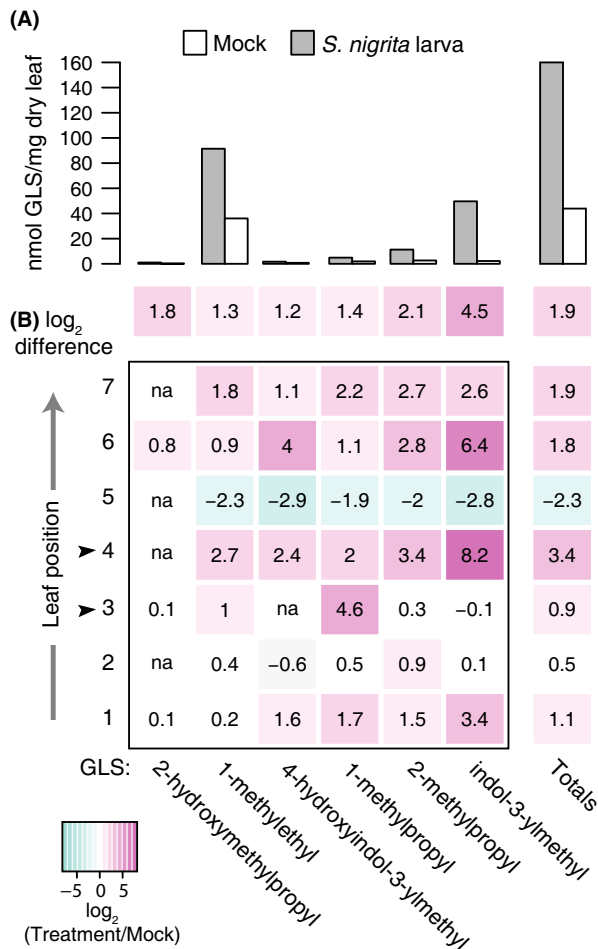 (A)
Mock S. nigrita larva
nmol GLS/mg dry leaf
160
140
120
100
80
60
40
20
0
(B) log2 difference
1.8 1.3 1.2 1.4 2.1 4.5 1.9
Leaf position
7 na 1.8 1.1 2.2 2.7 2.6 1.9
6 0.8 0.9 4 1.1 2.8 6.4 1.8
5 na −2.3 −2.9 −1.9 −2 −2.8 −2.3
4 na 2.7 2.4 2 3.4 8.2 3.4
3 0.1 1 na 4.6 0.3 −0.1 0.9
2 na 0.4 −0.6 0.5 0.9 0.1 0.5
1 0.1 0.2 1.6 1.7 1.5 3.4 1.1
GLS:
2-hydroxymethylpropyl
1-methylethyl
4-hydroxyindol-3-ylmethyl
1-methylpropyl
2-methylpropyl
indol-3-ylmethyl
Totals
−5 0 5
log2
(Treatment/Mock)